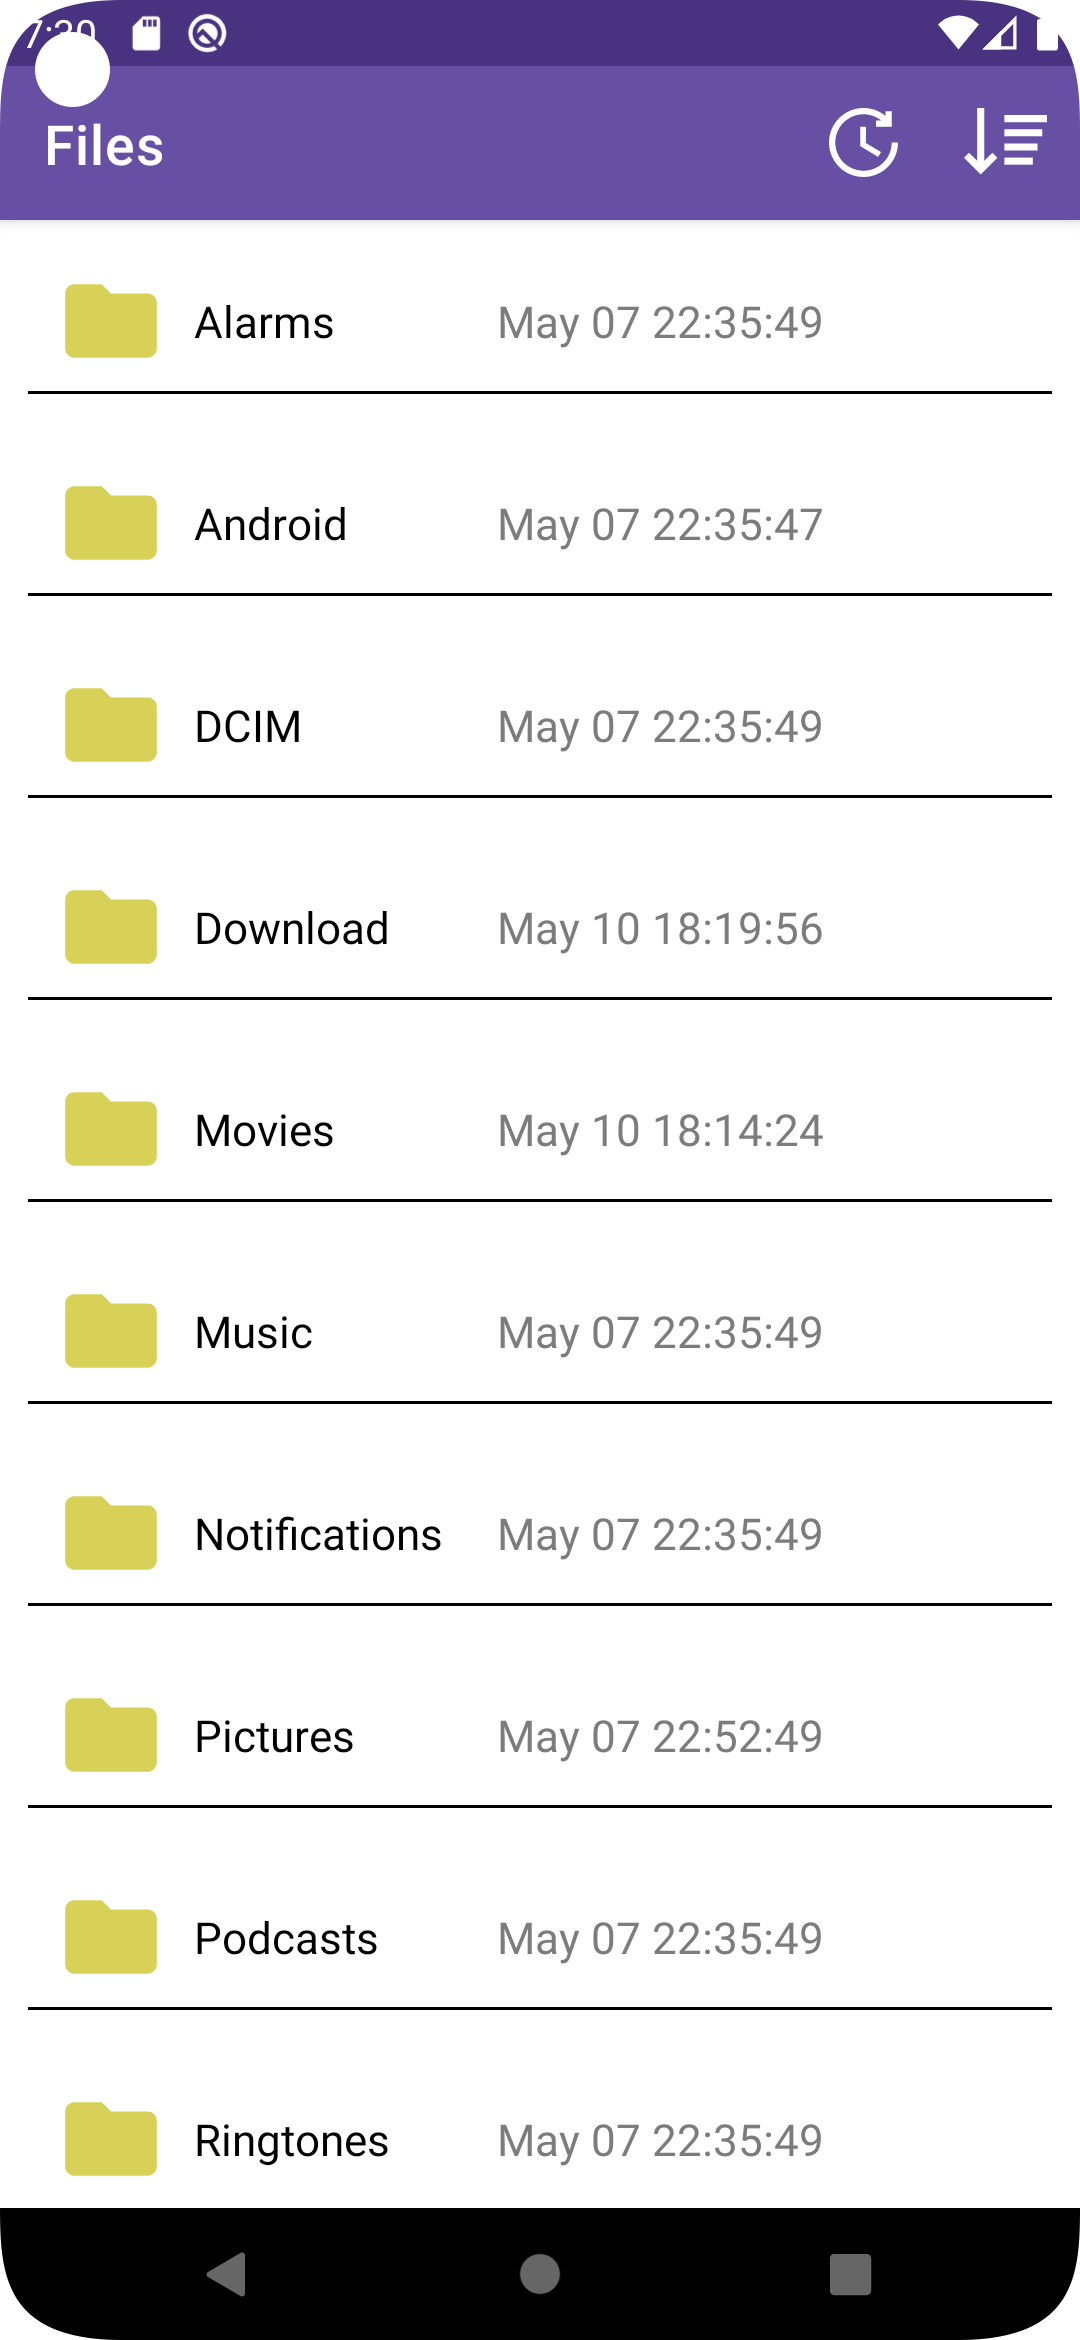 Files
Alarms May 07 22:35:49
Android May 07 22:35:47
DCIM May 07 22:35:49
Download May 10 18:19:56
Movies May 10 18:14:24
Music May 07 22:35:49
Notifications May 07 22:35:49
Pictures May 07 22:52:49
Podcasts May 07 22:35:49
Ringtones May 07 22:35:49